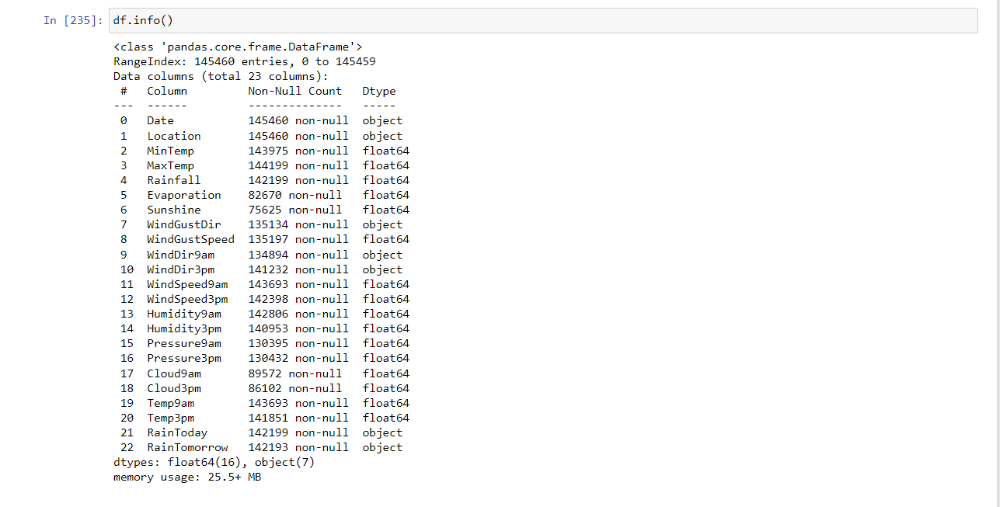 In [235]: df.info()
<class 'pandas.core.frame.DataFrame'>
RangeIndex: 145460 entries, 0 to 145459
Data columns (total 23 columns):
 #   Column         Non-Null Count   Dtype
---  ------         --------------   -----
 0   Date           145460 non-null  object
 1   Location       145460 non-null  object
 2   MinTemp        143975 non-null  float64
 3   MaxTemp        144199 non-null  float64
 4   Rainfall       142199 non-null  float64
 5   Evaporation    82670 non-null   float64
 6   Sunshine       75625 non-null   float64
 7   WindGustDir    135134 non-null  object
 8   WindGustSpeed  135197 non-null  float64
 9   WindDir9am     134894 non-null  object
 10  WindDir3pm     141232 non-null  object
 11  WindSpeed9am   143693 non-null  float64
 12  WindSpeed3pm   142398 non-null  float64
 13  Humidity9am    142806 non-null  float64
 14  Humidity3pm    140953 non-null  float64
 15  Pressure9am    130395 non-null  float64
 16  Pressure3pm    130432 non-null  float64
 17  Cloud9am       89572 non-null   float64
 18  Cloud3pm       86102 non-null   float64
 19  Temp9am        143693 non-null  float64
 20  Temp3pm        141851 non-null  float64
 21  RainToday      142199 non-null  object
 22  RainTomorrow   142193 non-null  object
dtypes: float64(16), object(7)
memory usage: 25.5+ MB